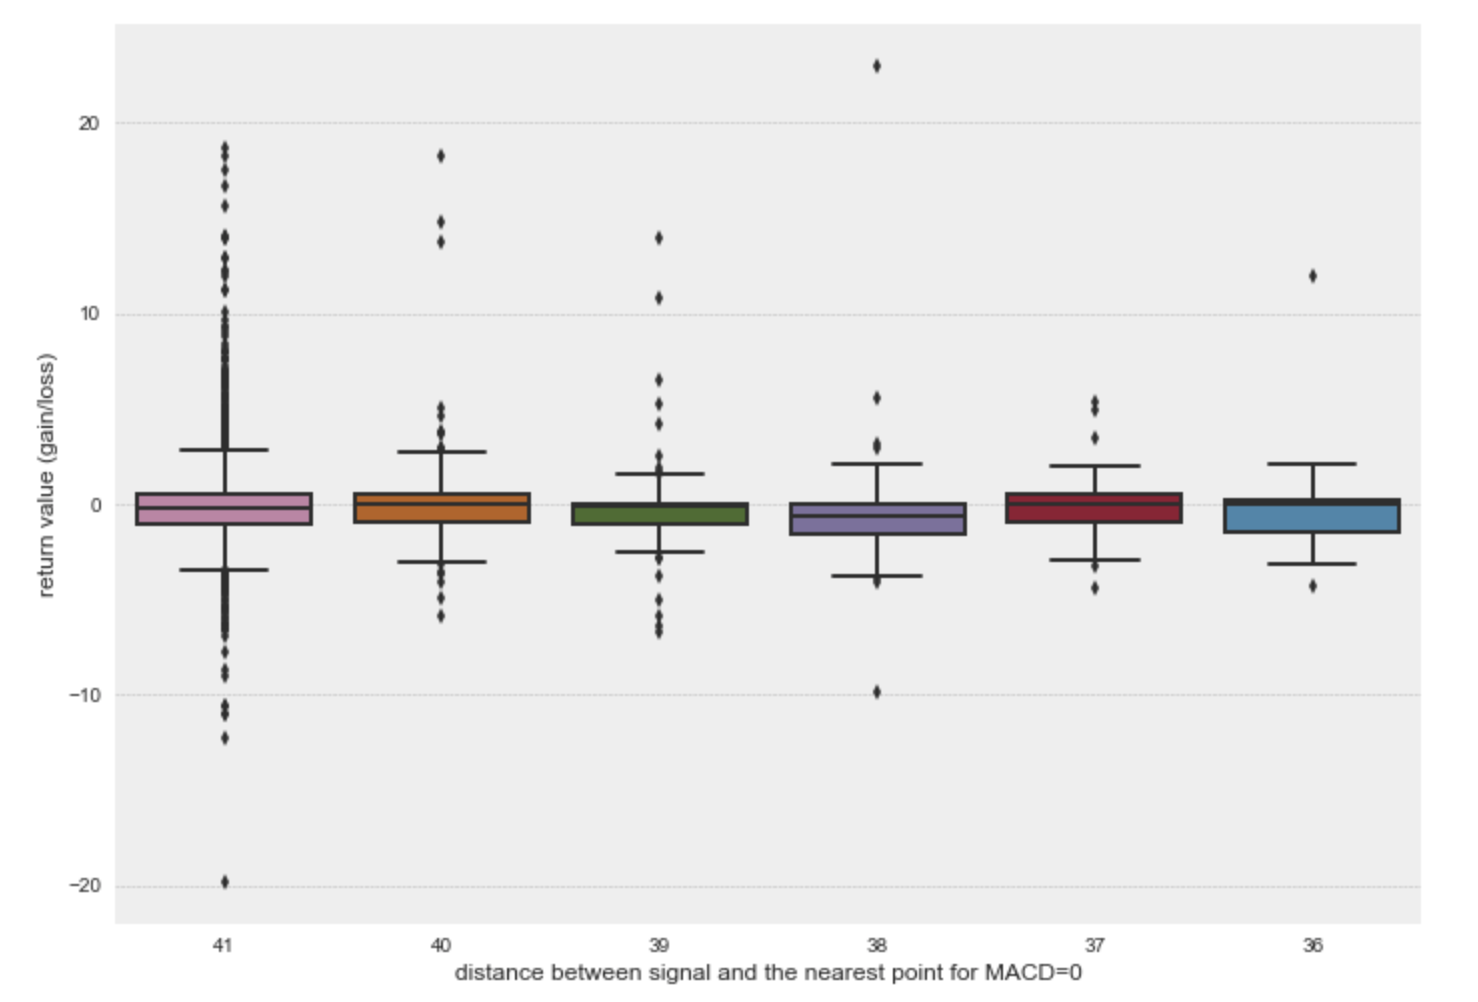 20
10
0
−10
−20
return value (gain/loss)
41 40 39 38 37 36
distance between signal and the nearest point for MACD=0